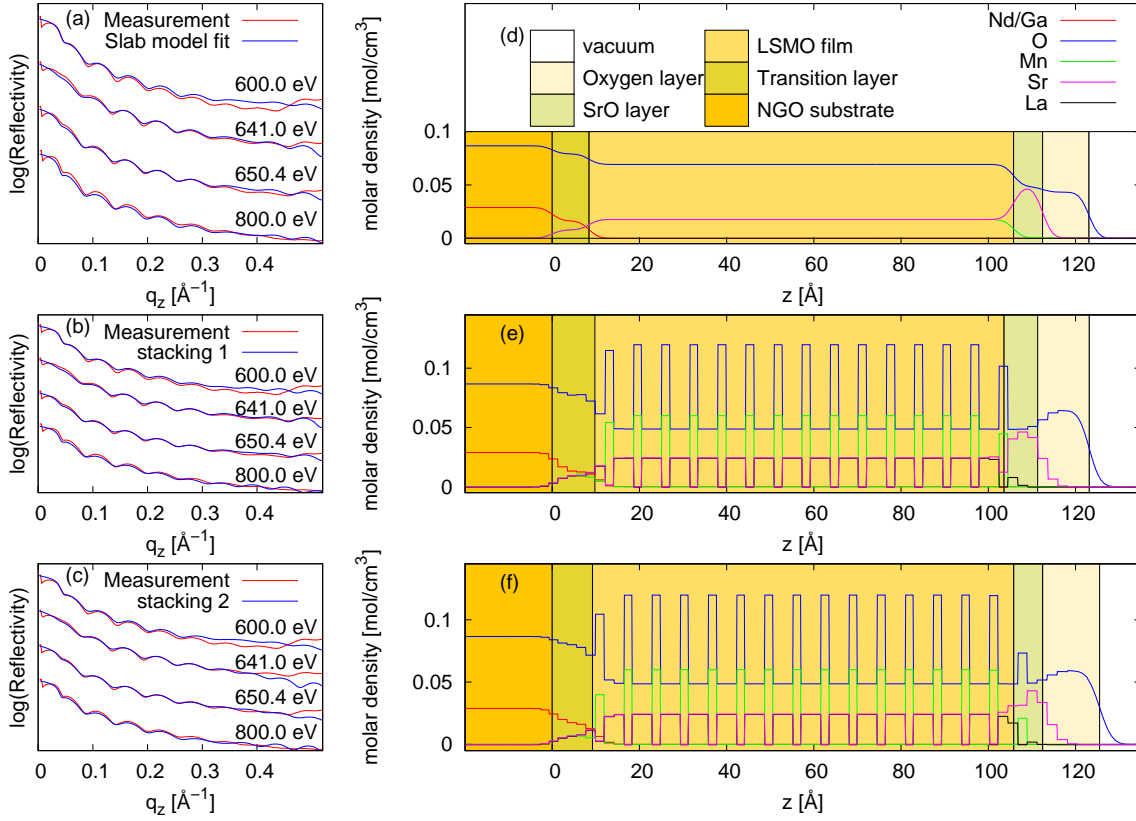 (a) Measurement
Slab model fit
600.0 eV
641.0 eV
650.4 eV
800.0 eV
log(Reflectivity)
0 0.1 0.2 0.3 0.4
q_z [Å⁻¹]
(b) Measurement
stacking 1
600.0 eV
641.0 eV
650.4 eV
800.0 eV
log(Reflectivity)
0 0.1 0.2 0.3 0.4
q_z [Å⁻¹]
(c) Measurement
stacking 2
600.0 eV
641.0 eV
650.4 eV
800.0 eV
log(Reflectivity)
0 0.1 0.2 0.3 0.4
q_z [Å⁻¹]
(d)
vacuum
Oxygen layer
SrO layer
LSMO film
Transition layer
NGO substrate
Nd/Ga
O
Mn
Sr
La
molar density [mol/cm3]
0.1
0.05
0
0 20 40 60 80 100 120
z [Å]
(e)
molar density [mol/cm3]
0.1
0.05
0
0 20 40 60 80 100 120
z [Å]
(f)
molar density [mol/cm3]
0.1
0.05
0
0 20 40 60 80 100 120
z [Å]